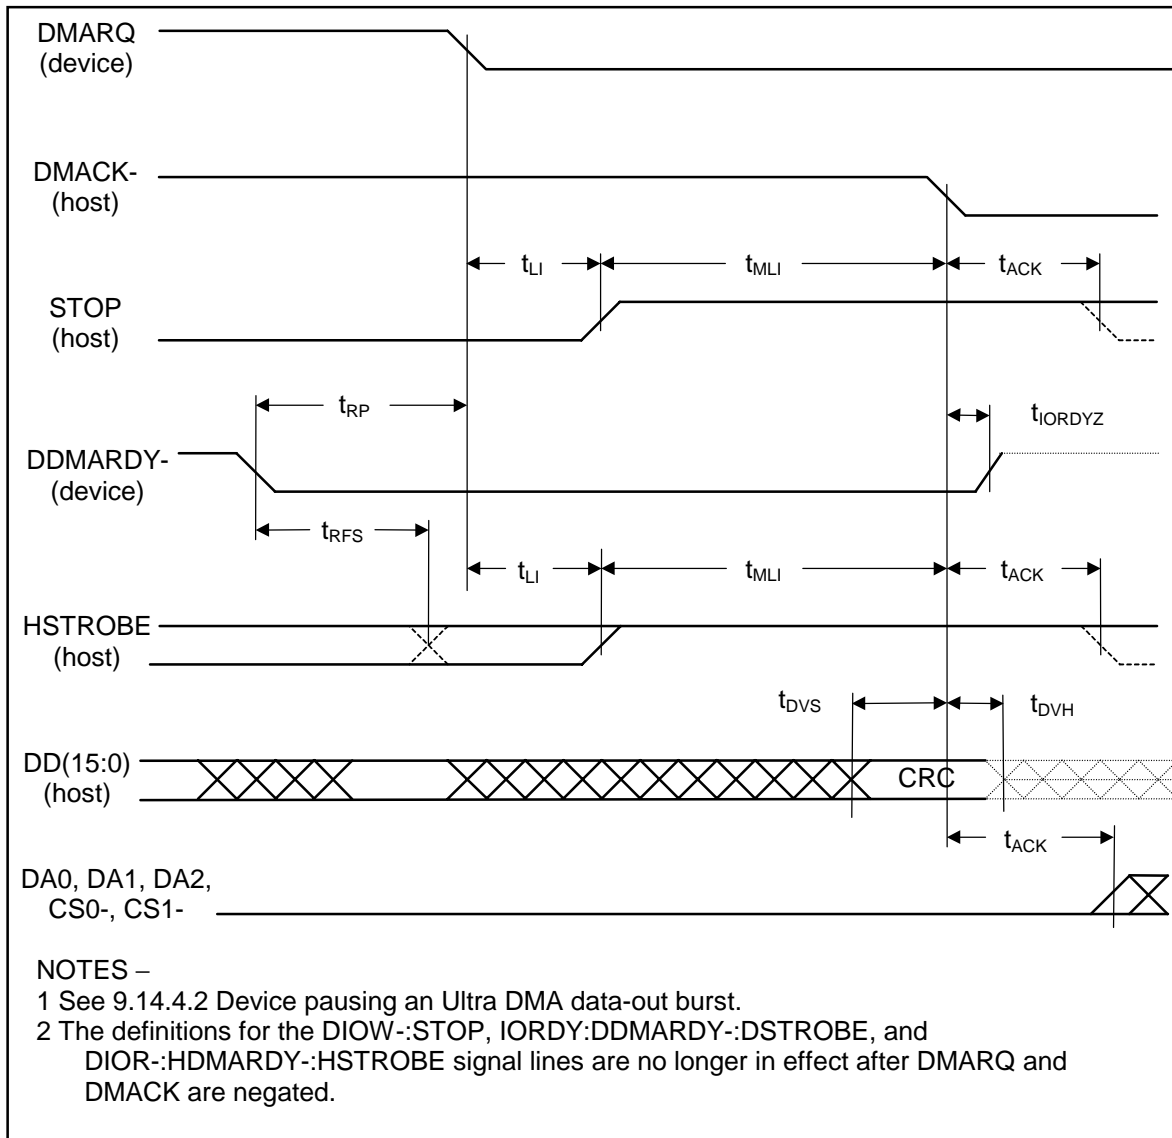 DMARQ
(device)
DMACK-
(host)
tLI
tMLI
tACK
STOP
(host)
tRP
tIORDYZ
DDMARDY-
(device)
tRFS
tLI
tMLI
tACK
HSTROBE
(host)
tDVS
tDVH
DD(15:0)
(host)
CRC
tACK
DA0, DA1, DA2,
CS0-, CS1-
NOTES –
1 See 9.14.4.2 Device pausing an Ultra DMA data-out burst.
2 The definitions for the DIOW-:STOP, IORDY:DDMARDY-:DSTROBE, and
DIOR-:HDMARDY-:HSTROBE signal lines are no longer in effect after DMARQ and
DMACK are negated.